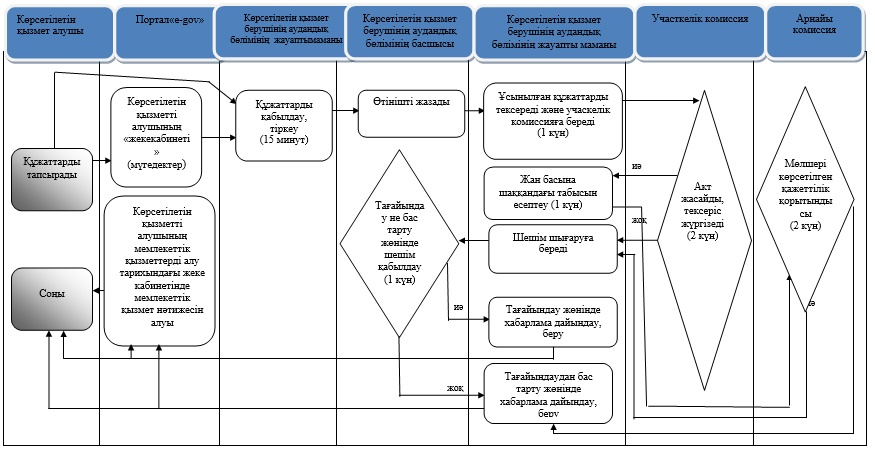 Көрсетілетін
қызмет алушы
Портал«e-gov»
Көрсетілетін қызмет
берушінің аудандық
бөлімінің жауаптымаманы
Көрсетілетін қызмет
берушінің аудандық
бөлімінің басшысы
Көрсетілетін қызмет
берушінің аудандық
бөлімінің жауапты маманы
Участкелік комиссия
Арнайы
комиссия
Құжаттарды
тапсырады
Көрсетілетін
қызметті
алушының
«жекекабинеті
»
(мүгедектер)
Құжаттарды
қабылдау,
тіркеу
(15 минут)
Өтінішті жазады
Ұсынылған құжаттарды
тексереді және учаскелік
комиссияға береді
(1 күн)
иә
Жан басына
шаққандағы табысын
есептеу (1 күн)
жоқ
Акт
жасайды,
тексеріс
жүргізеді
(2 күн)
Мөлшері
көрсетілген
қажеттілік
қорытынды
сы
(2 күн)
Көрсетілетін
қызметті
алушының
мемлекеттік
қызметтерді алу
тарихындағы жеке
кабинетінде
мемлекеттік
қызмет нәтижесін
алуы
Тағайында
у не бас
тарту
жөнінде
шешім
қабылдау
(1 күн)
Шешім шығаруға
береді
Соңы
иә
Тағайындау жөнінде
хабарлама дайындау,
беру
жоқ
Тағайындаудан бас
тарту жөнінде
хабарлама дайындау,
беру